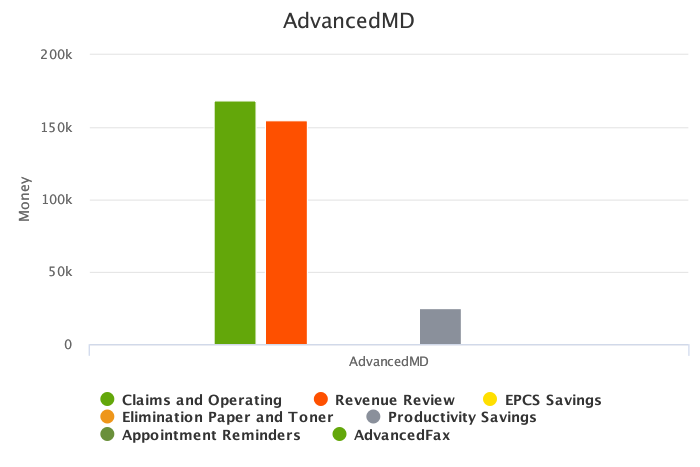 AdvancedMD
200k
150k
100k
50k
0
Money
AdvancedMD
Claims and Operating Revenue Review EPCS Savings
Elimination Paper and Toner Productivity Savings
Appointment Reminders AdvancedFax